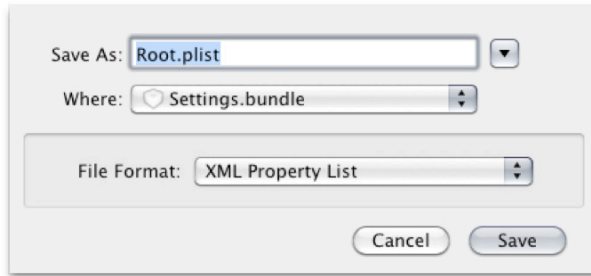 Save As: Root.plist
Where: Settings.bundle
File Format: XML Property List
Cancel Save